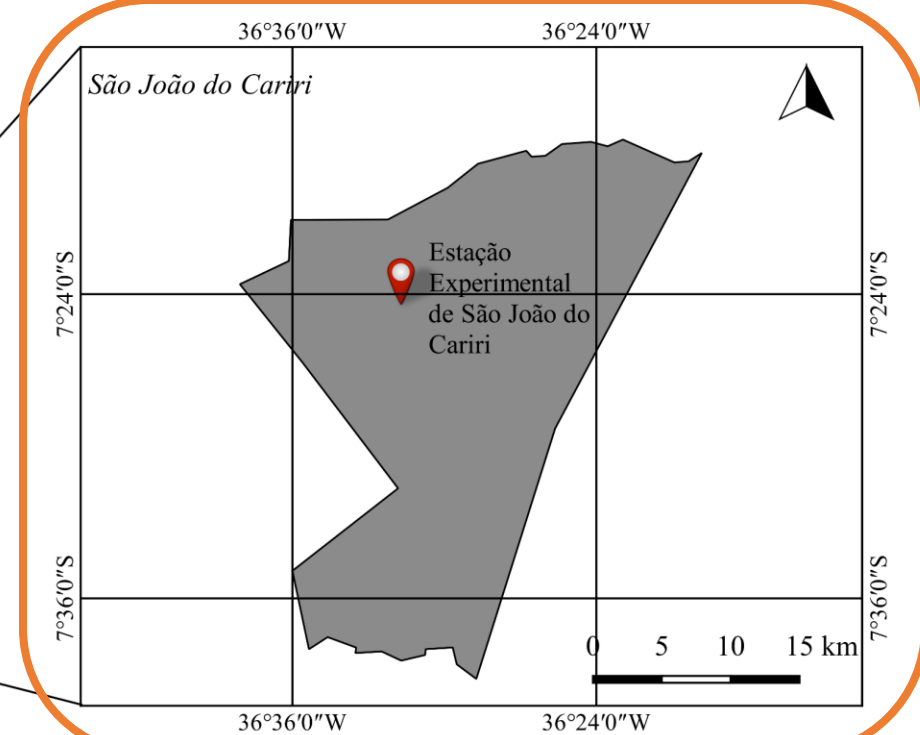 36°36′0″W
36°24′0″W
São João do Cariri
Estação
Experimental
de São João do
Cariri
7°24′0″S
7°24′0″S
7°36′0″S
7°36′0″S
0 5 10 15 km
36°36′0″W
36°24′0″W